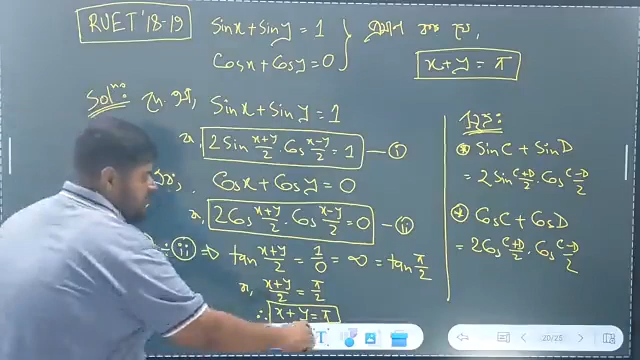 RUET '18-19
Sinx + Siny = 1
Cosx + Cosy = 0
প্রমাণ কর যে,
x+y = π
Solⁿ:
Sinx + Siny = 1
2Sin (x+y)/2 . Cos (x-y)/2 = 1 — (i)
Cosx + Cosy = 0
2Cos (x+y)/2 . Cos (x-y)/2 = 0 — (ii)
(ii) ⇒ tan (x+y)/2 = 1/0 = ∞ = tan π/2
বা, (x+y)/2 = π/2
∴ x+y = π
সূত্র:
* SinC + SinD
= 2Sin (C+D)/2 . Cos (C-D)/2
* CosC + CosD
= 2Cos (C+D)/2 . Cos (C-D)/2
20/25